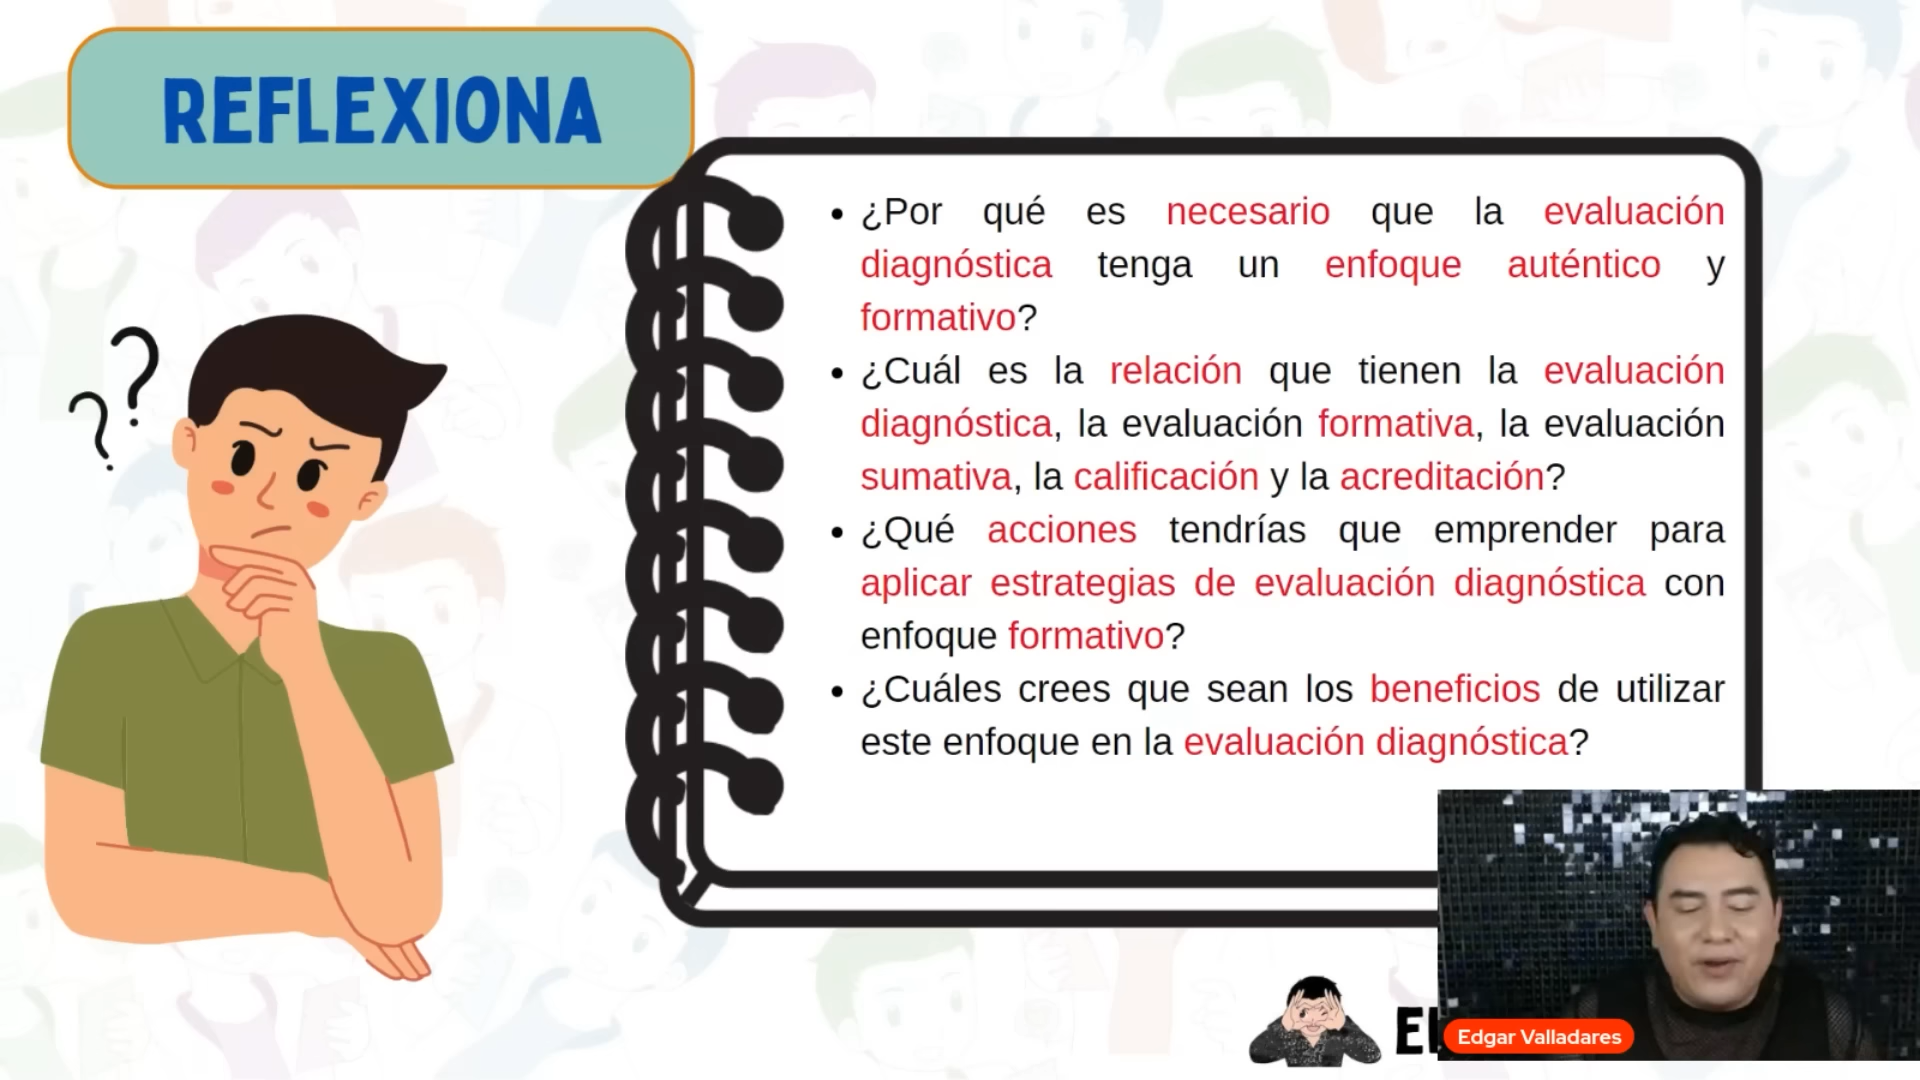 REFLEXIONA
¿Por qué es necesario que la evaluación
diagnóstica tenga un enfoque auténtico y
formativo?
¿Cuál es la relación que tienen la evaluación
diagnóstica, la evaluación formativa, la evaluación
sumativa, la calificación y la acreditación?
¿Qué acciones tendrías que emprender para
aplicar estrategias de evaluación diagnóstica con
enfoque formativo?
¿Cuáles crees que sean los beneficios de utilizar
este enfoque en la evaluación diagnóstica?
Edgar Valladares